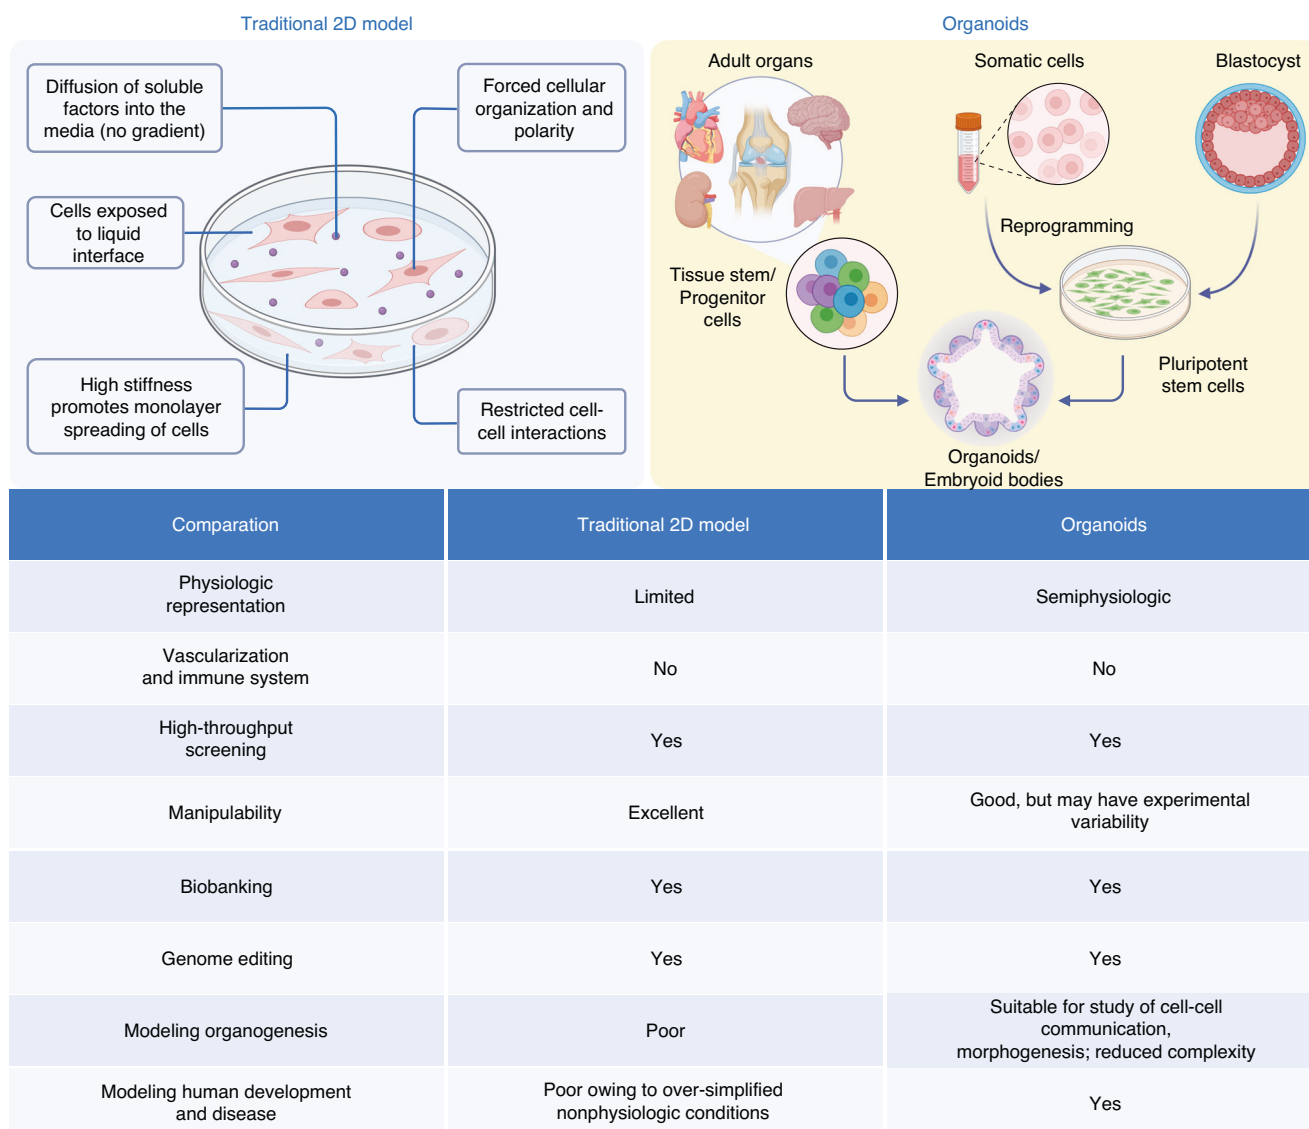 Traditional 2D model
Diffusion of soluble
factors into the
media (no gradient)
Forced cellular
organization and
polarity
Cells exposed
to liquid
interface
High stiffness
promotes monolayer
spreading of cells
Restricted cell-
cell interactions
Organoids
Adult organs
Somatic cells
Blastocyst
Reprogramming
Tissue stem/
Progenitor
cells
Pluripotent
stem cells
Organoids/
Embryoid bodies
Comparation
Traditional 2D model
Organoids
Physiologic
representation
Limited
Semiphysiologic
Vascularization
and immune system
No
No
High-throughput
screening
Yes
Yes
Manipulability
Excellent
Good, but may have experimental
variability
Biobanking
Yes
Yes
Genome editing
Yes
Yes
Modeling organogenesis
Poor
Suitable for study of cell-cell
communication,
morphogenesis; reduced complexity
Modeling human development
and disease
Poor owing to over-simplified
nonphysiologic conditions
Yes